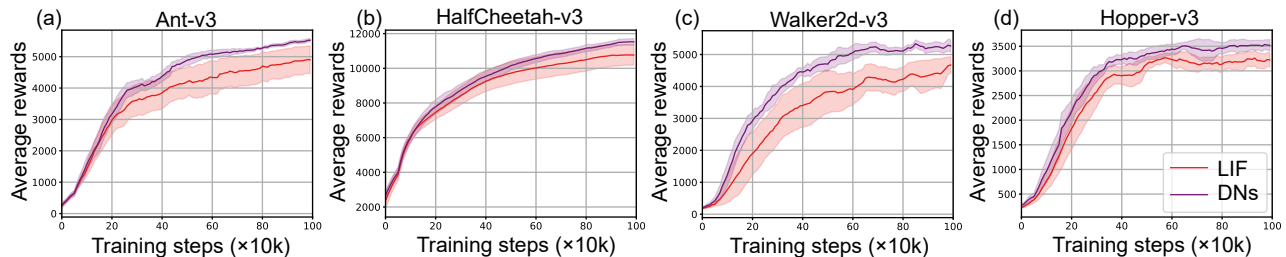 (a) Ant-v3
Average rewards
5000
4000
3000
2000
1000
0
0 20 40 60 80 100
Training steps (×10k)
(b) HalfCheetah-v3
Average rewards
12000
10000
8000
6000
4000
2000
0 20 40 60 80 100
Training steps (×10k)
(c) Walker2d-v3
Average rewards
5000
4000
3000
2000
1000
0
0 20 40 60 80 100
Training steps (×10k)
(d) Hopper-v3
Average rewards
3500
3000
2500
2000
1500
1000
500
0 20 40 60 80 100
Training steps (×10k)
LIF
DNs